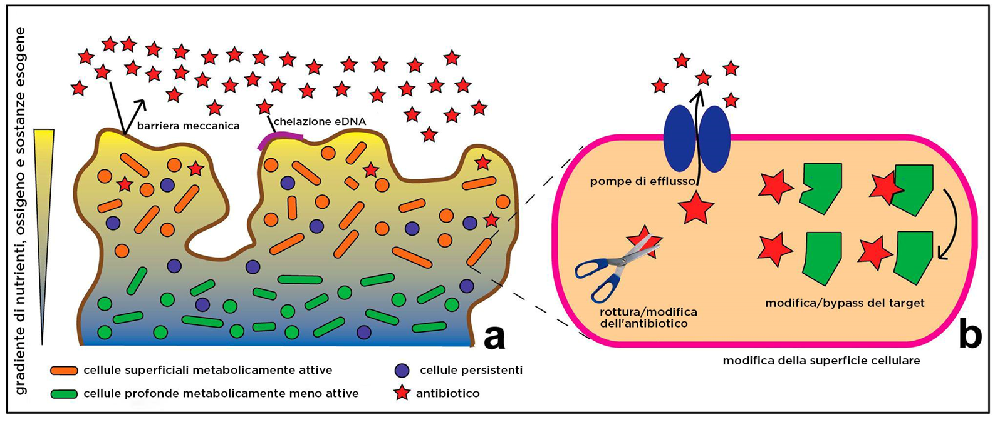 gradiente di nutrienti, ossigeno e sostanze esogene
barriera meccanica
chelazione eDNA
a
cellule superficiali metabolicamente attive
cellule profonde metabolicamente meno attive
cellule persistenti
antibiotico
pompe di efflusso
rottura/modifica
dell'antibiotico
modifica/bypass del target
b
modifica della superficie cellulare